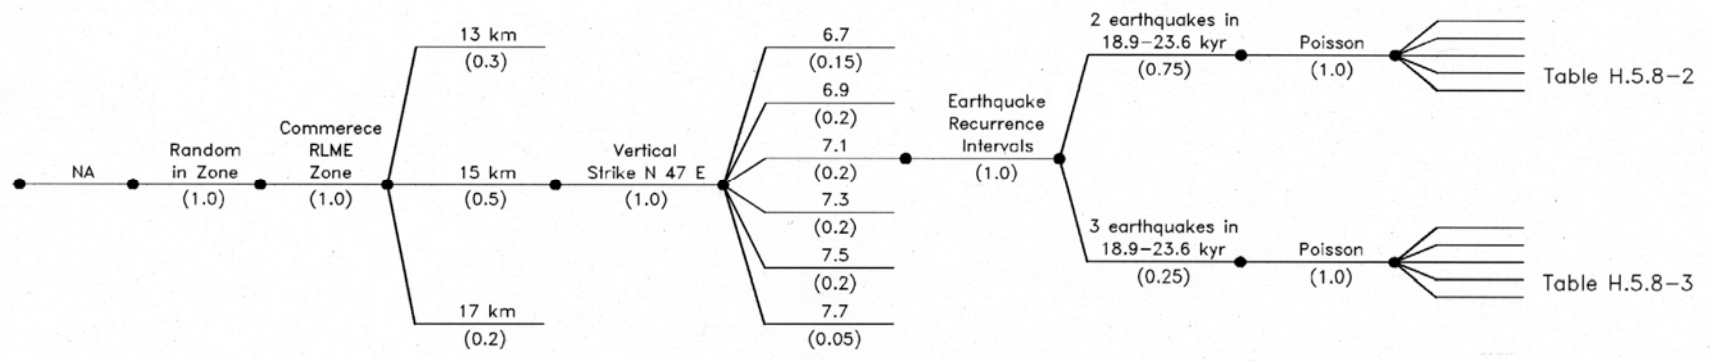 NA
Random
in Zone
(1.0)
Commerece
RLME
Zone
(1.0)
13 km
(0.3)
15 km
(0.5)
17 km
(0.2)
Vertical
Strike N 47 E
(1.0)
6.7
(0.15)
6.9
(0.2)
7.1
(0.2)
7.3
(0.2)
7.5
(0.2)
7.7
(0.05)
Earthquake
Recurrence
Intervals
(1.0)
2 earthquakes in
18.9-23.6 kyr
(0.75)
Poisson
(1.0)
Table H.5.8-2
3 earthquakes in
18.9-23.6 kyr
(0.25)
Poisson
(1.0)
Table H.5.8-3